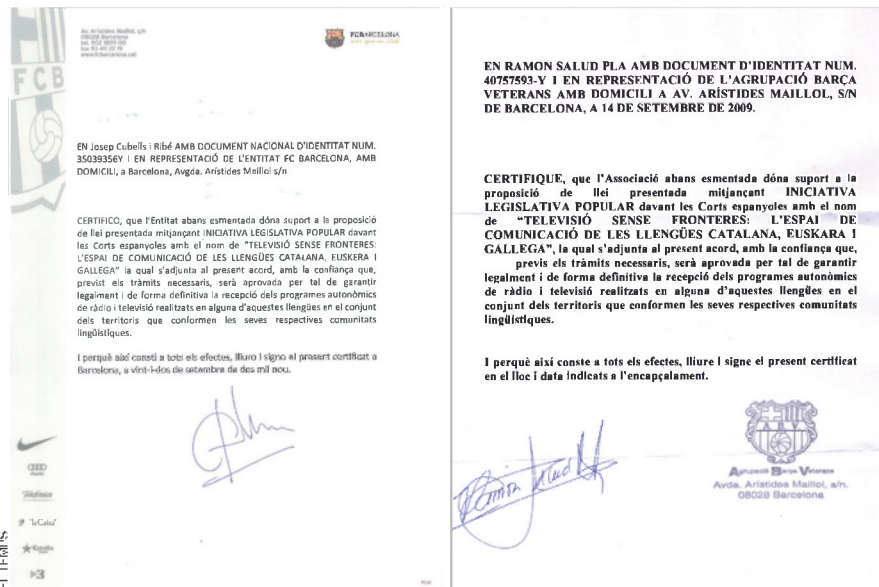 Av. Arístides Maillol, s/n
08028 Barcelona
www.fcbarcelona.cat
FCBARCELONA
FCB
EN Josep Cubells i Ribé AMB DOCUMENT NACIONAL D'IDENTITAT NUM.
35039356Y I EN REPRESENTACIÓ DE L'ENTITAT FC BARCELONA, AMB
DOMICILI, a Barcelona, Avgda. Arístides Maillol s/n
CERTIFICO, que l'Entitat abans esmentada dóna suport a la proposició
de llei presentada mitjançant INICIATIVA LEGISLATIVA POPULAR davant
les Corts espanyoles amb el nom de "TELEVISIÓ SENSE FRONTERES:
L'ESPAI DE COMUNICACIÓ DE LES LLENGÜES CATALANA, EUSKERA I
GALLEGA" la qual s'adjunta al present acord, amb la confiança que,
previst els tràmits necessaris, serà aprovada per tal de garantir
legalment i de forma definitiva la recepció dels programes autonòmics
de ràdio i televisió realitzats en alguna d'aquestes llengües en el conjunt
dels territoris que conformen les seves respectives comunitats
lingüístiques.
I perquè així consti a tots els efectes, lliuro i signo el present certificat a
Barcelona, a vint-i-dos de setembre de dos mil nou.
Audi
Telefónica
"la Caixa"
Estrella
3
EL TEMPS
EN RAMON SALUD PLA AMB DOCUMENT D'IDENTITAT NUM.
40757593-Y I EN REPRESENTACIÓ DE L'AGRUPACIÓ BARÇA
VETERANS AMB DOMICILI A AV. ARÍSTIDES MAILLOL, S/N
DE BARCELONA, A 14 DE SETEMBRE DE 2009.
CERTIFIQUE, que l'Associació abans esmentada dóna suport a la
proposició de llei presentada mitjançant INICIATIVA
LEGISLATIVA POPULAR davant les Corts espanyoles amb el nom
de "TELEVISIÓ SENSE FRONTERES: L'ESPAI DE
COMUNICACIÓ DE LES LLENGÜES CATALANA, EUSKARA I
GALLEGA", la qual s'adjunta al present acord, amb la confiança que,
previs els tràmits necessaris, serà aprovada per tal de garantir
legalment i de forma definitiva la recepció dels programes autonòmics
de ràdio i televisió realitzats en alguna d'aquestes llengües en el
conjunt dels territoris que conformen les seves respectives comunitats
lingüístiques.
I perquè així conste a tots els efectes, lliure i signe el present certificat
en el lloc i data indicats a l'encapçalament.
Ramon Salud
A B V
Agrupació Barça Veterans
Avda. Arístides Maillol, s/n.
08028 Barcelona